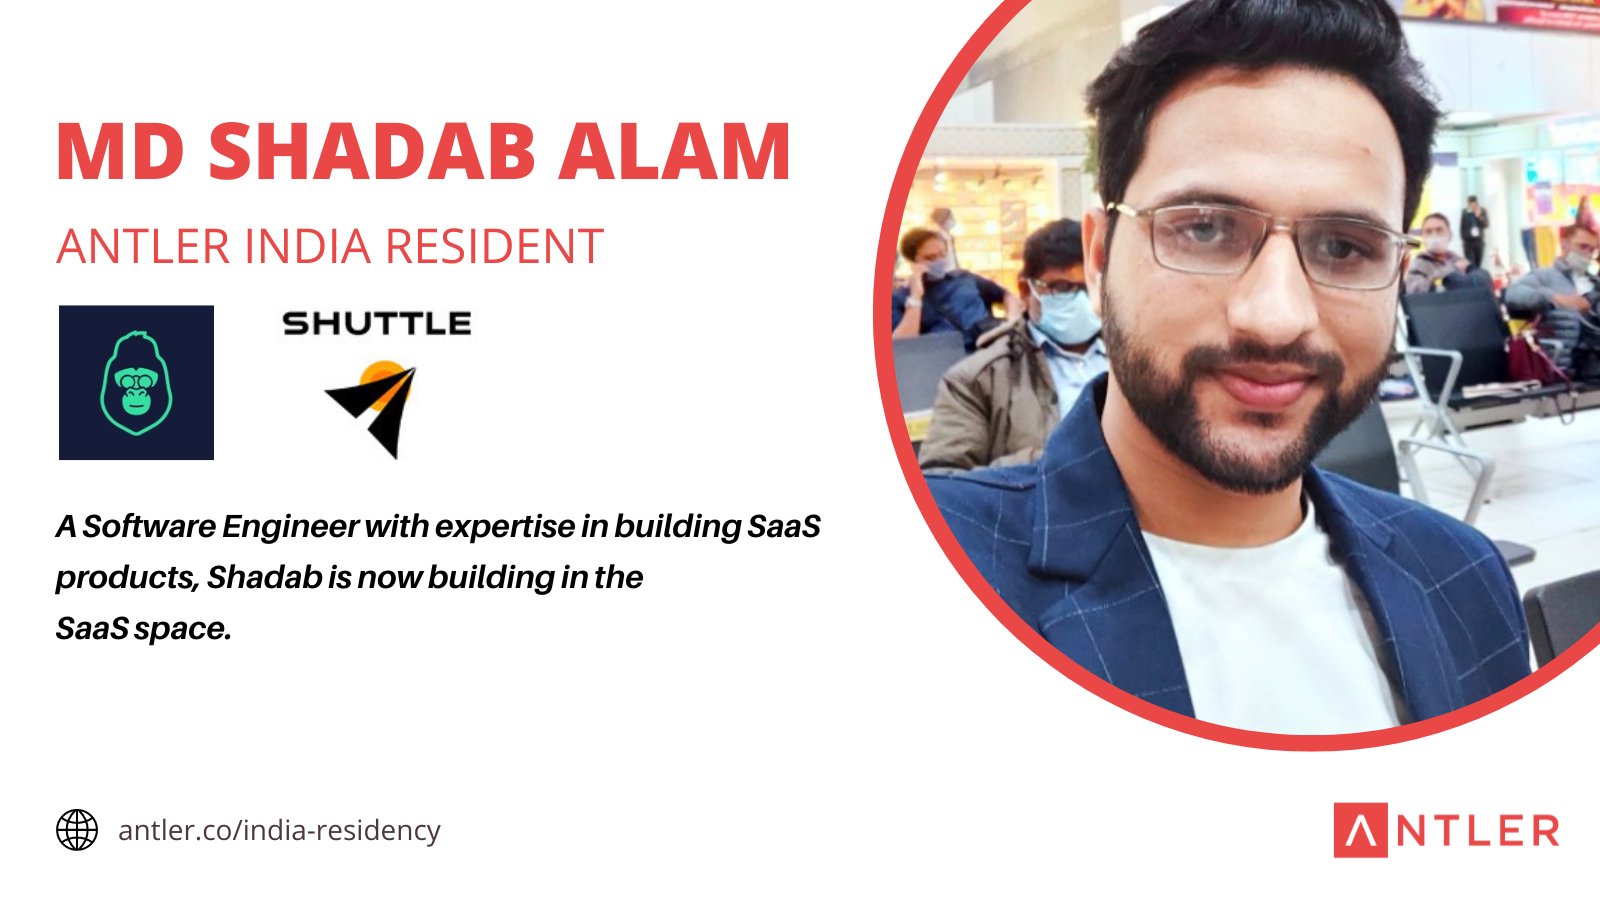 MD SHADAB ALAM
ANTLER INDIA RESIDENT
SHUTTLE
A Software Engineer with expertise in building SaaS
products, Shadab is now building in the
SaaS space.
antler.co/india-residency
ANTLER